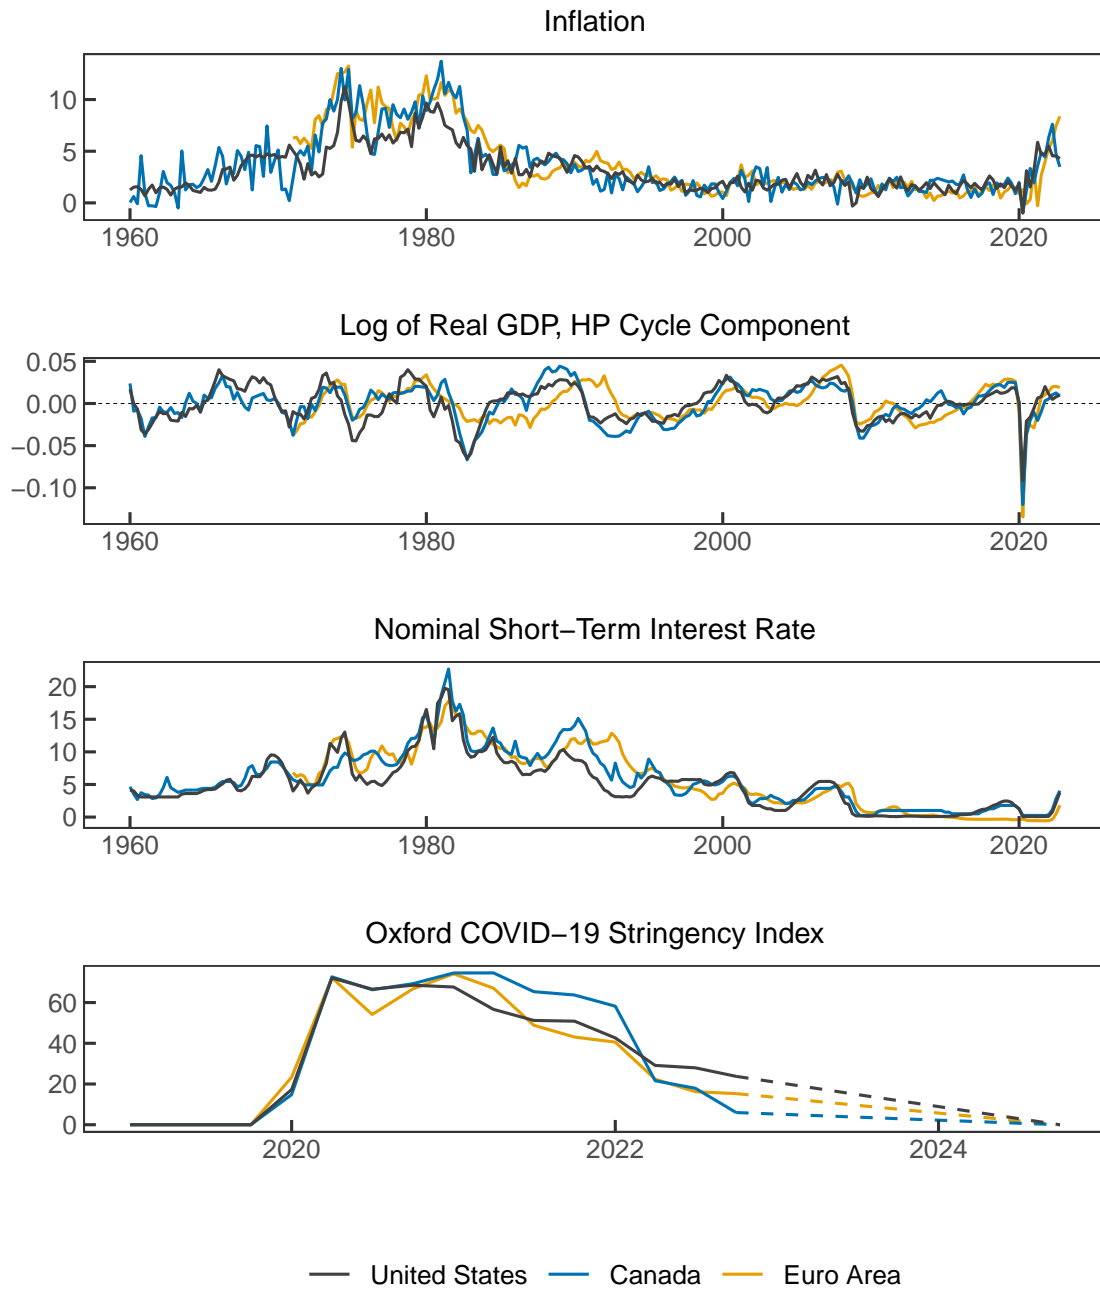 Inflation
10
5
0
1960 1980 2000 2020
Log of Real GDP, HP Cycle Component
0.05
0.00
−0.05
−0.10
1960 1980 2000 2020
Nominal Short−Term Interest Rate
20
15
10
5
0
1960 1980 2000 2020
Oxford COVID−19 Stringency Index
60
40
20
0
2020 2022 2024
United States Canada Euro Area